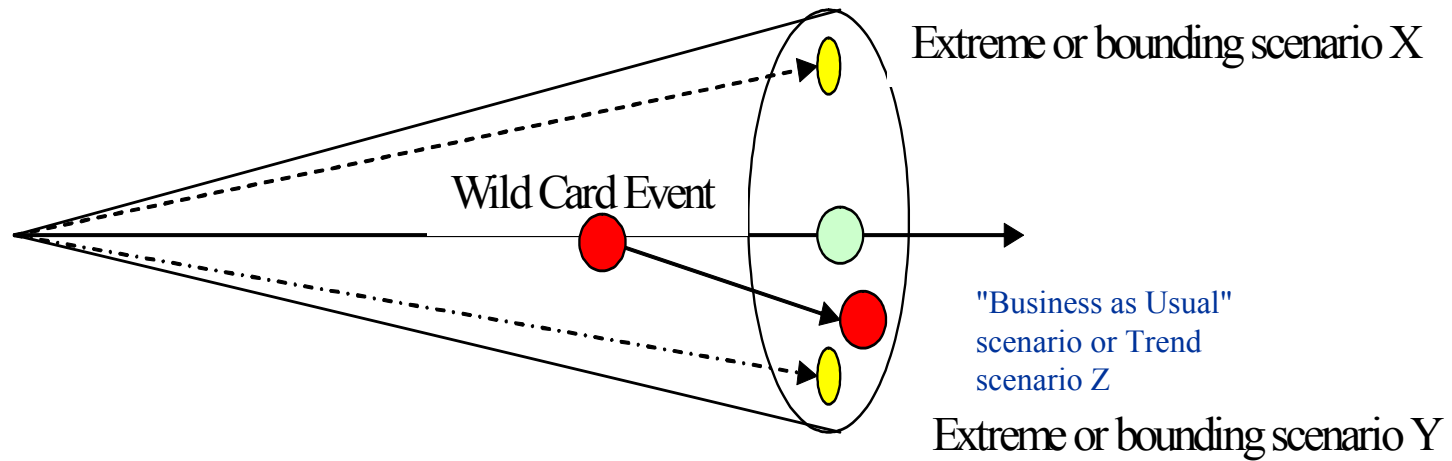 Extreme or bounding scenario X
Wild Card Event
"Business as Usual"
scenario or Trend
scenario Z
Extreme or bounding scenario Y